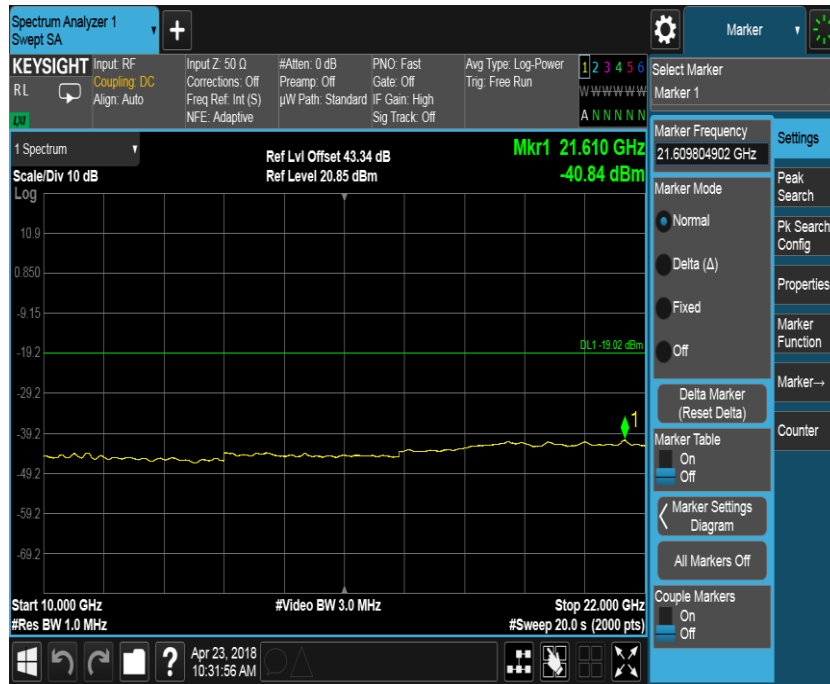 Spectrum Analyzer 1
Swept SA
Marker
KEYSIGHT
RL
LXI
Input: RF
Coupling: DC
Align: Auto
Input Z: 50 Ω
Corrections: Off
Freq Ref: Int (S)
NFE: Adaptive
#Atten: 0 dB
Preamp: Off
µW Path: Standard
PNO: Fast
Gate: Off
IF Gain: High
Sig Track: Off
Avg Type: Log-Power
Trig: Free Run
1 2 3 4 5 6
W W W W W W
A N N N N N
Select Marker
Marker 1
1 Spectrum
Scale/Div 10 dB
Log
Ref Lvl Offset 43.34 dB
Ref Level 20.85 dBm
Mkr1 21.610 GHz
-40.84 dBm
10.9
0.850
-9.15
-19.2
-29.2
-39.2
-49.2
-59.2
-69.2
DL1 -19.02 dBm
1
Start 10.000 GHz
#Res BW 1.0 MHz
#Video BW 3.0 MHz
Stop 22.000 GHz
#Sweep 20.0 s (2000 pts)
Marker Frequency
21.609804902 GHz
Marker Mode
Normal
Delta (Δ)
Fixed
Off
Delta Marker
(Reset Delta)
Marker Table
On
Off
Marker Settings
Diagram
All Markers Off
Couple Markers
On
Off
Settings
Peak
Search
Pk Search
Config
Properties
Marker
Function
Marker→
Counter
?
Apr 23, 2018
10:31:56 AM